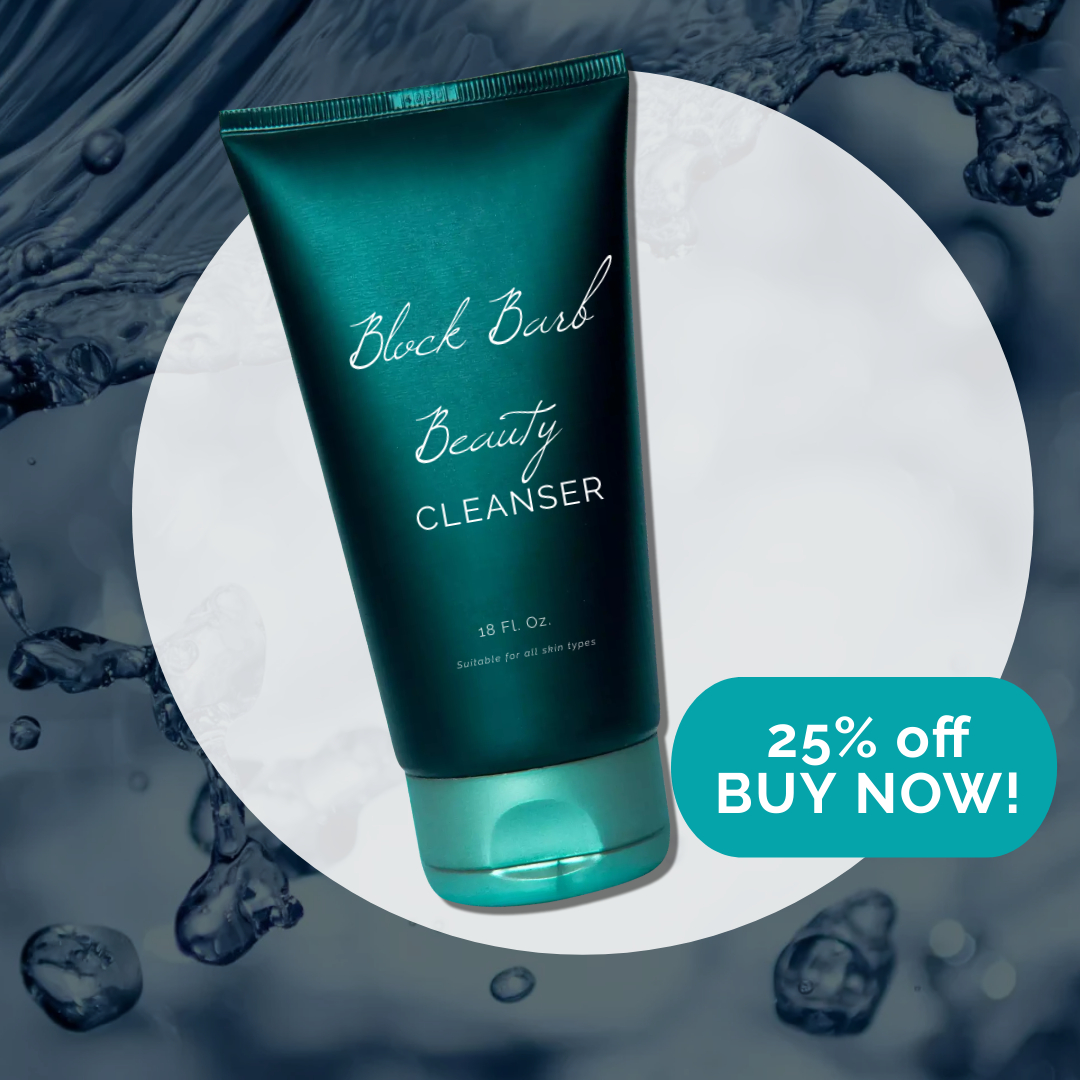 Block Barb
Beauty
CLEANSER
18 Fl. Oz.
Suitable for all skin types
25% off
BUY NOW!